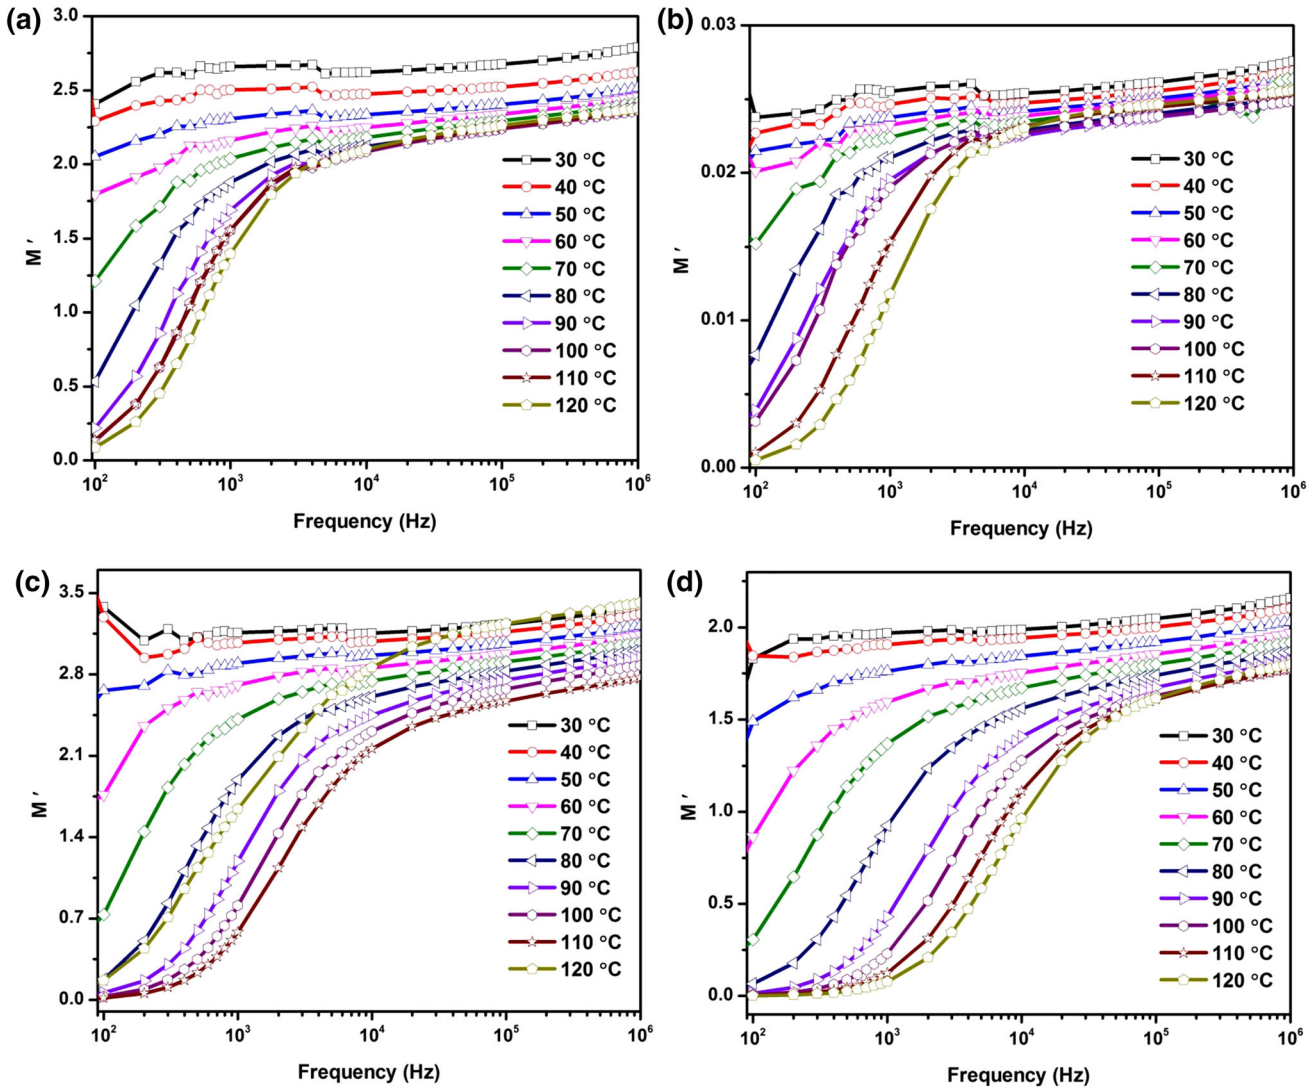 (a)
3.0
2.5
2.0
1.5
1.0
0.5
0.0
M ′
10²
10³
10⁴
10⁵
10⁶
Frequency (Hz)
30 °C
40 °C
50 °C
60 °C
70 °C
80 °C
90 °C
100 °C
110 °C
120 °C
(b)
0.03
0.02
0.01
0.00
M ′
10²
10³
10⁴
10⁵
10⁶
Frequency (Hz)
30 °C
40 °C
50 °C
60 °C
70 °C
80 °C
90 °C
100 °C
110 °C
120 °C
(c)
3.5
2.8
2.1
1.4
0.7
0.0
M ′
10²
10³
10⁴
10⁵
10⁶
Frequency (Hz)
30 °C
40 °C
50 °C
60 °C
70 °C
80 °C
90 °C
100 °C
110 °C
120 °C
(d)
2.0
1.5
1.0
0.5
0.0
M ′
10²
10³
10⁴
10⁵
10⁶
Frequency (Hz)
30 °C
40 °C
50 °C
60 °C
70 °C
80 °C
90 °C
100 °C
110 °C
120 °C